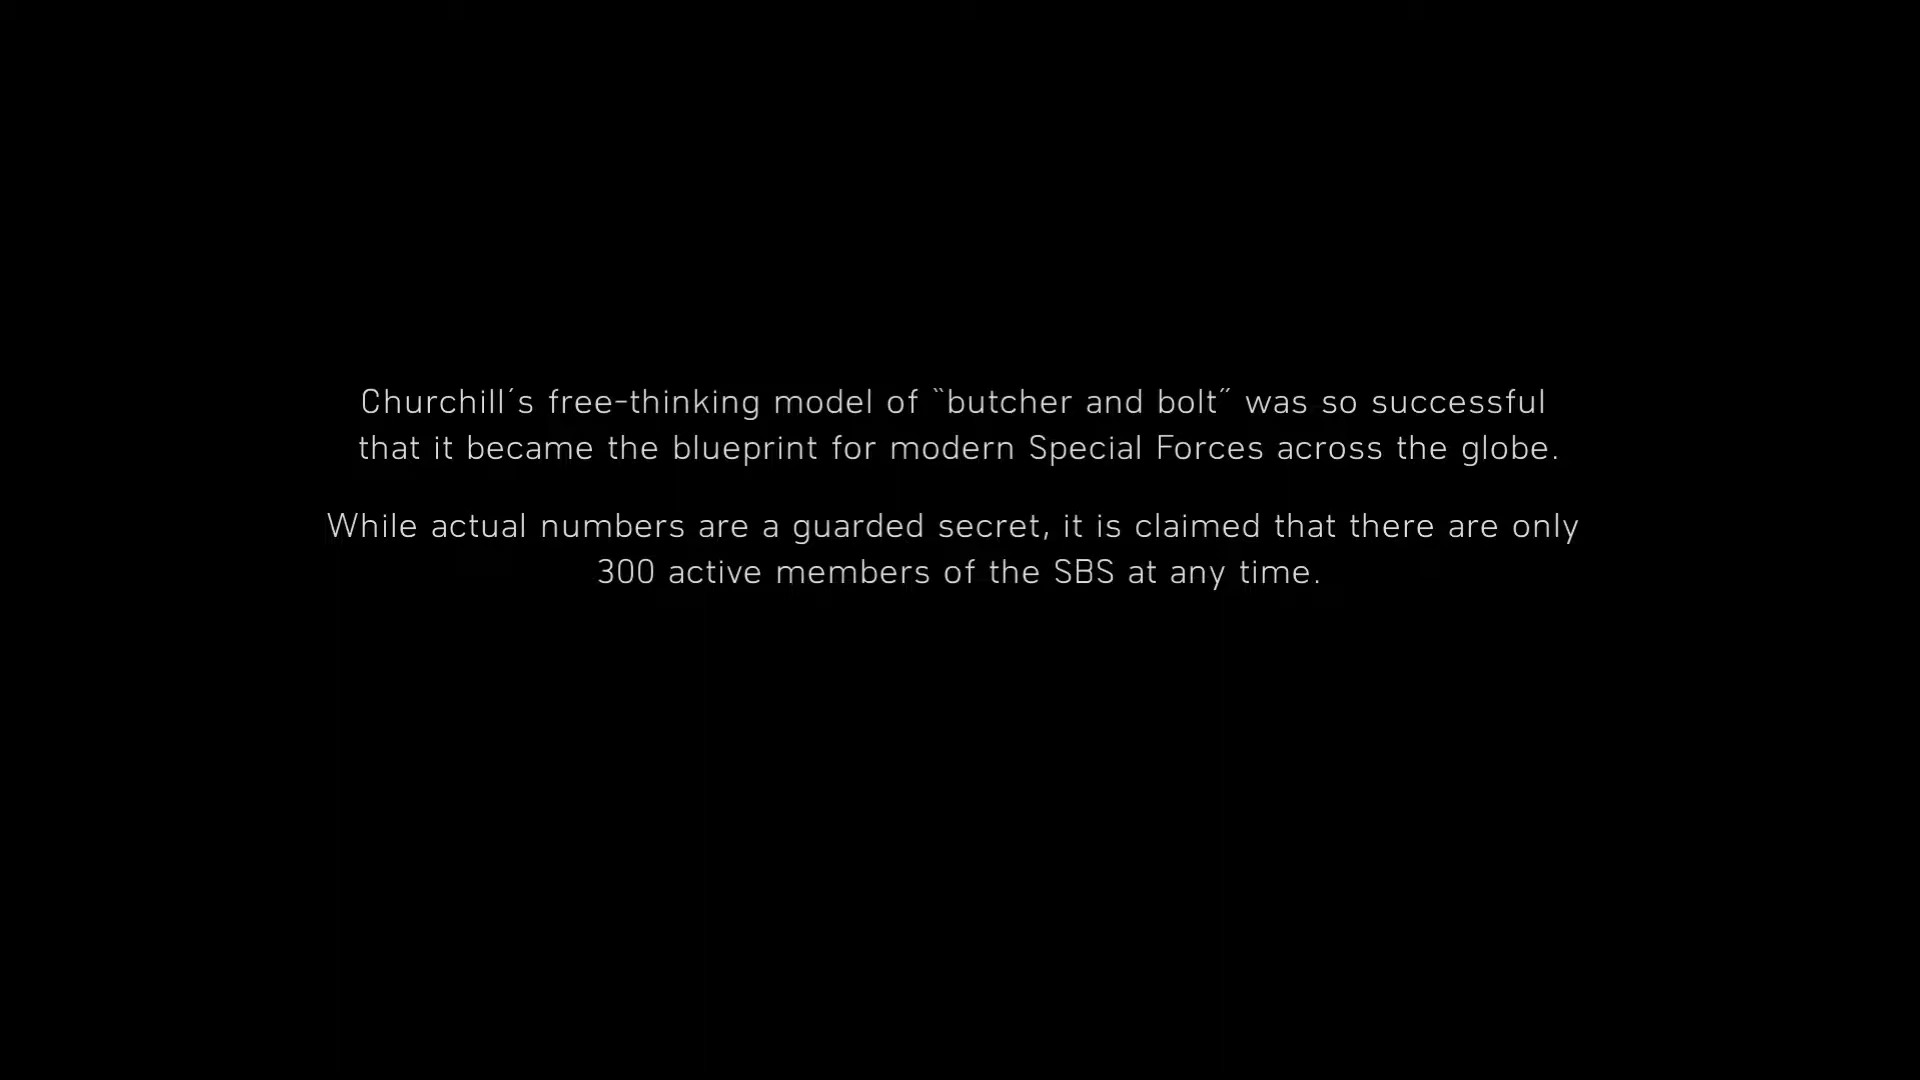 Churchill´s free-thinking model of “butcher and bolt” was so successful
that it became the blueprint for modern Special Forces across the globe.
While actual numbers are a guarded secret, it is claimed that there are only
300 active members of the SBS at any time.